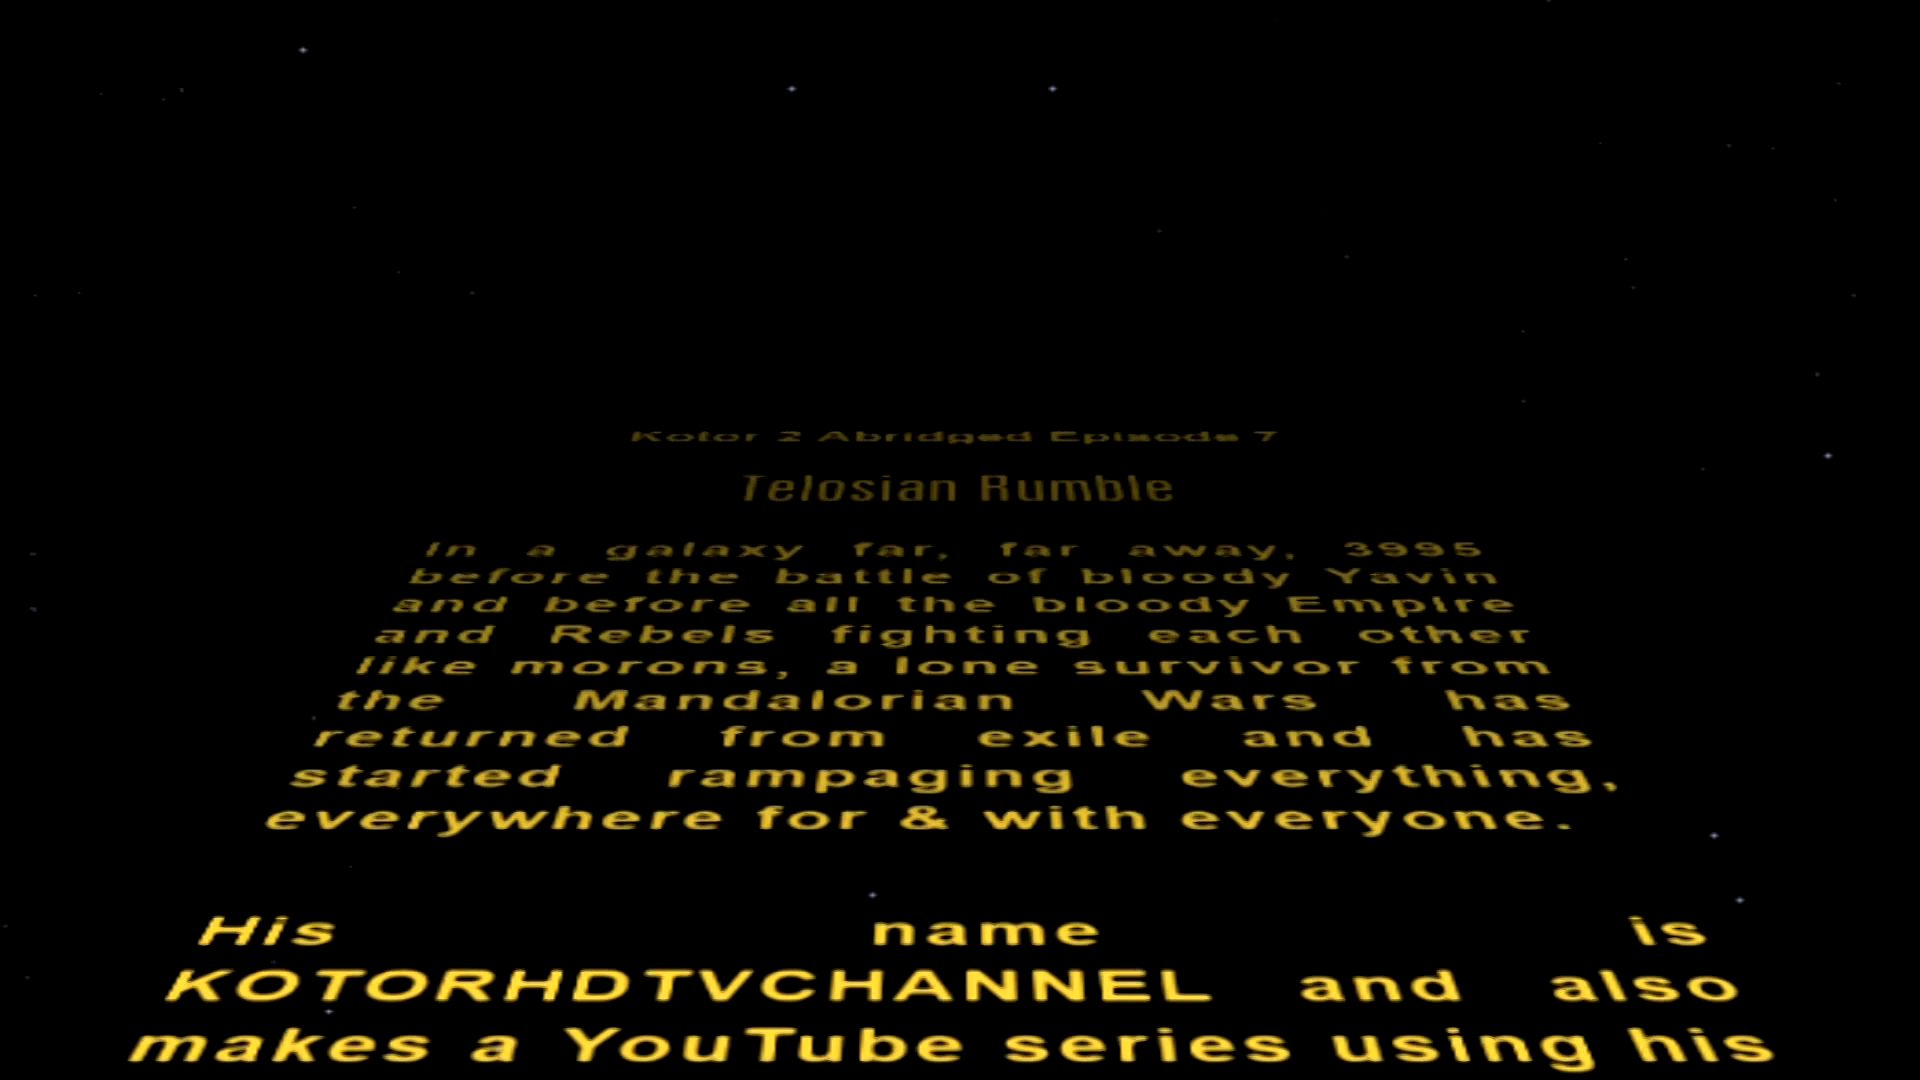 Kotor 2 Abridged Episode 7
Telosian Rumble
In a galaxy far, far away, 3995
before the battle of bloody Yavin
and before all the bloody Empire
and Rebels fighting each other
like morons, a lone survivor from
the Mandalorian Wars has
returned from exile and has
started rampaging everything,
everywhere for & with everyone.
His name is
KOTORHDTVCHANNEL and also
makes a YouTube series using his